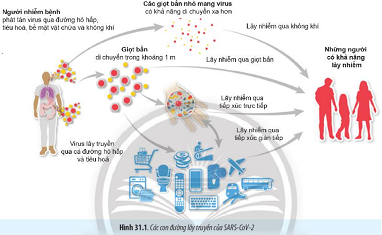 Người nhiễm bệnh
phát tán virus qua đường hô hấp,
tiêu hoá, bề mặt vật chứa và không khí
Các giọt bắn nhỏ mang virus
có khả năng di chuyển xa hơn
Lây nhiễm qua không khí
Giọt bắn
di chuyển trong khoảng 1 m
Lây nhiễm qua giọt bắn
Những người
có khả năng
lây nhiễm
Lây nhiễm qua
tiếp xúc trực tiếp
Lây nhiễm qua
tiếp xúc gián tiếp
Virus lây truyền
qua cả đường hô hấp
và tiêu hoá
Hình 31.1. Các con đường lây truyền của SARS-CoV-2